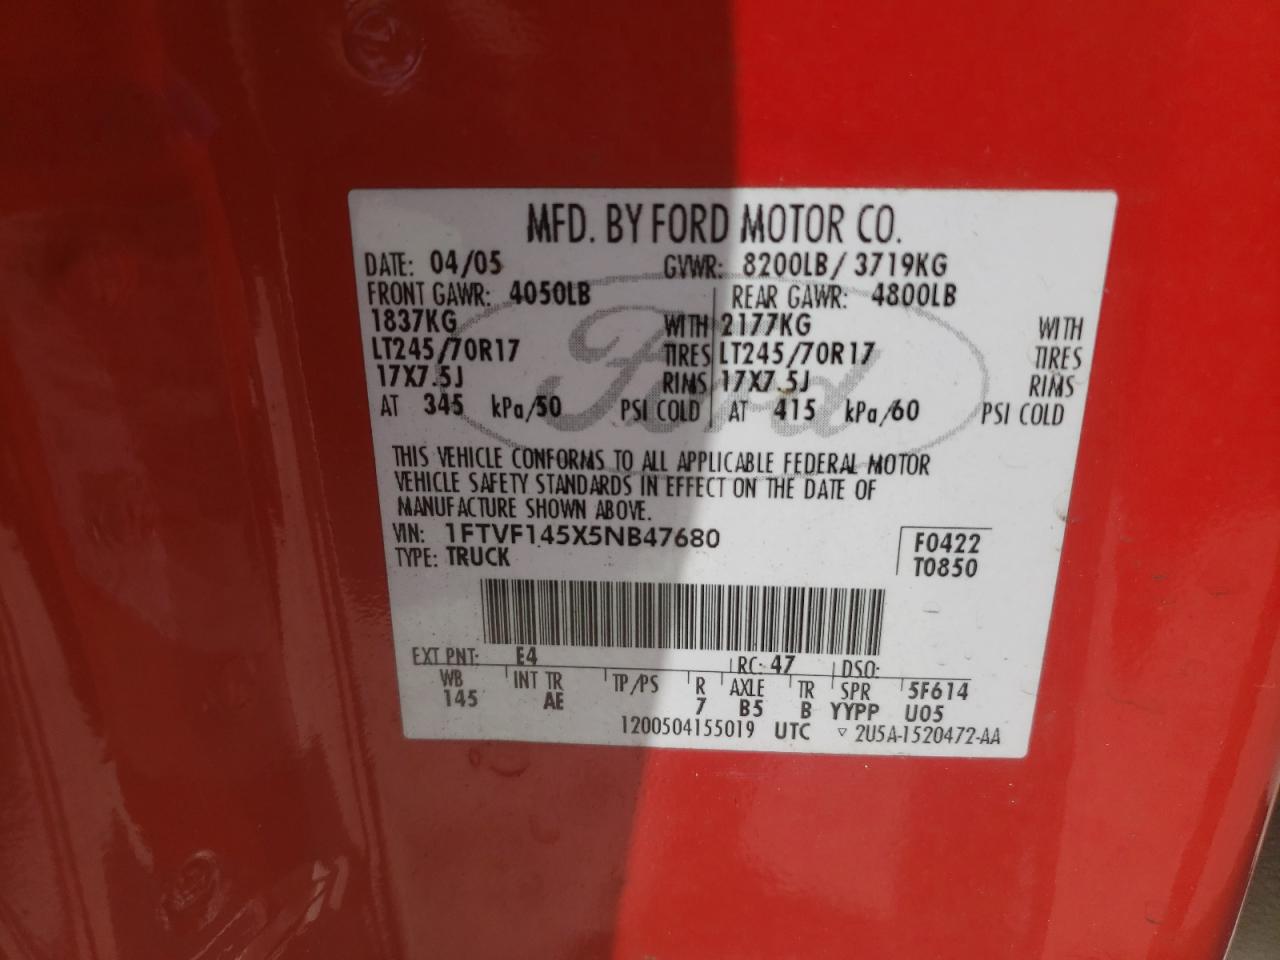 MFD. BY FORD MOTOR CO.
DATE: 04/05 GVWR: 8200LB/ 3719KG
FRONT GAWR: 4050LB REAR GAWR: 4800LB
1837KG WITH 2177KG WITH
LT245/70R17 TIRES LT245/70R17 TIRES
17X7.5J RIMS 17X7.5J RIMS
AT 345 kPa/50 PSI COLD AT 415 kPa/60 PSI COLD
Ford
THIS VEHICLE CONFORMS TO ALL APPLICABLE FEDERAL MOTOR
VEHICLE SAFETY STANDARDS IN EFFECT ON THE DATE OF
MANUFACTURE SHOWN ABOVE.
VIN: 1FTVF145X5NB47680 F0422
TYPE: TRUCK T0850
EXT PNT: E4 RC: 47 DSO:
WB INT TR TP/PS R AXLE TR SPR 5F614
145 AE 7 B5 B YYPP U05
1200504155019 UTC ▽ 2U5A-1520472-AA